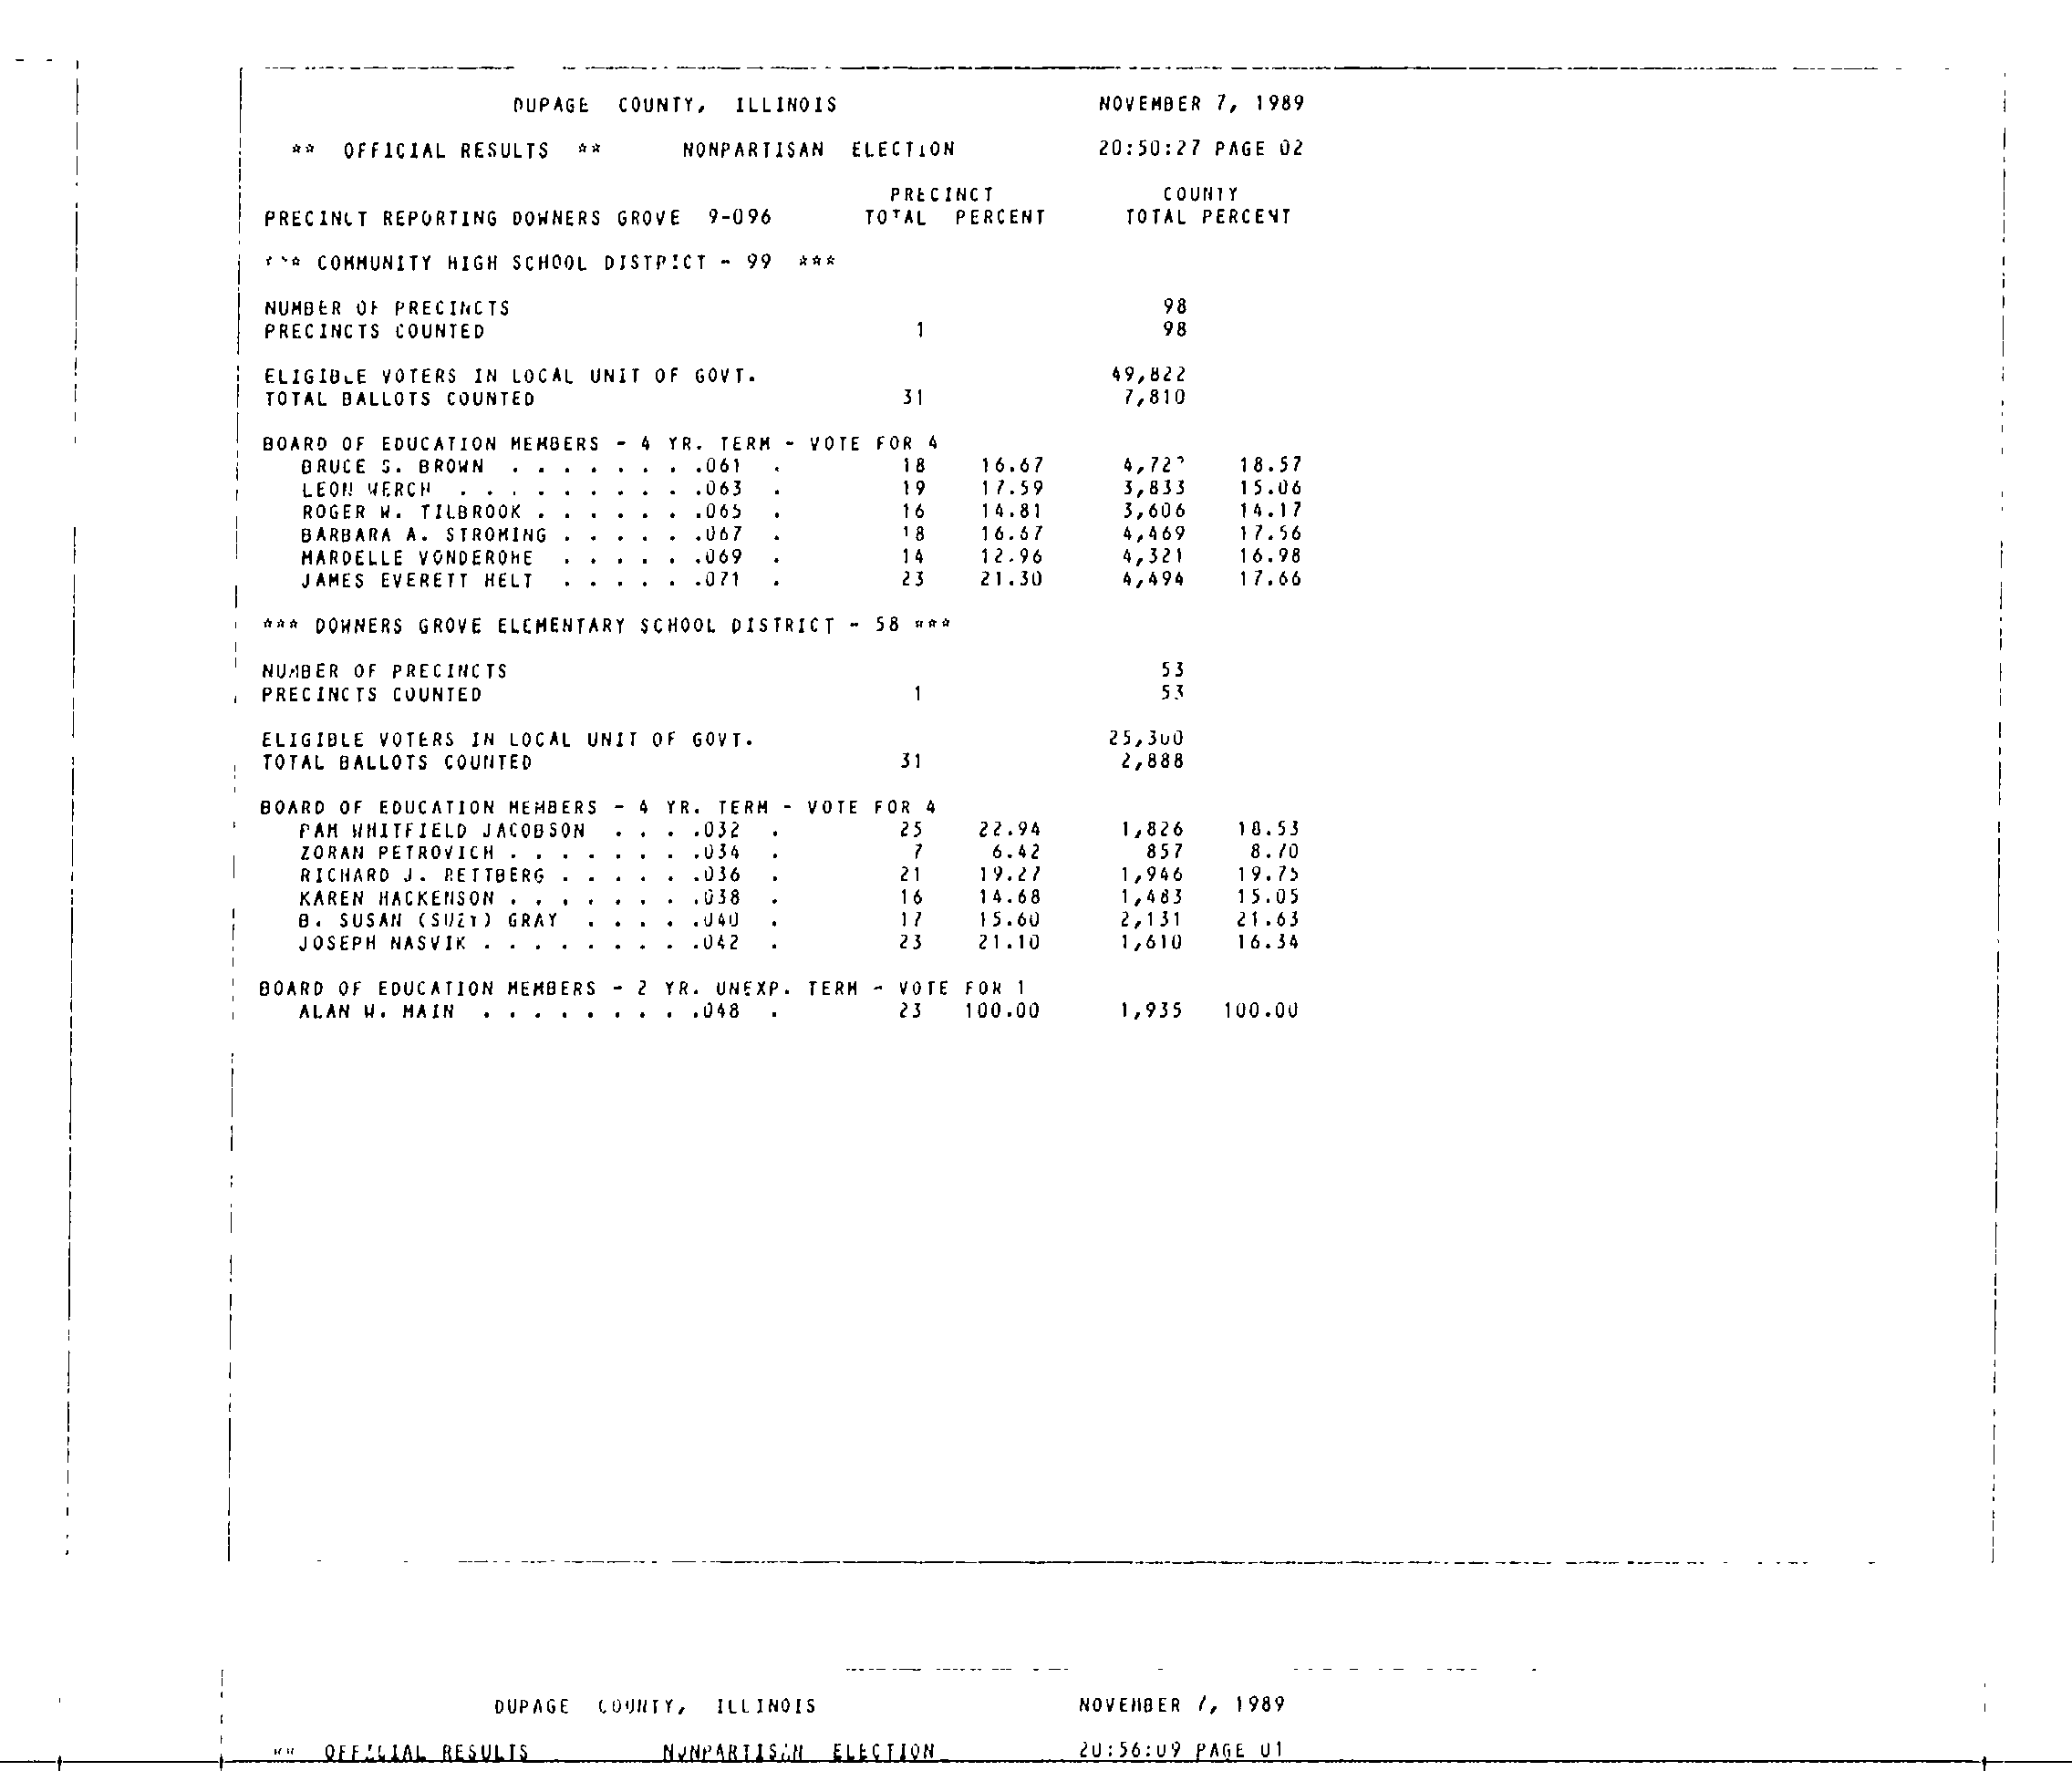 DUPAGE COUNTY, ILLINOIS NOVEMBER 7, 1989
** OFFICIAL RESULTS ** NONPARTISAN ELECTION 20:50:27 PAGE 02
PRECINCT COUNTY
PRECINCT REPORTING DOWNERS GROVE 9-096 TOTAL PERCENT TOTAL PERCENT
*** COMMUNITY HIGH SCHOOL DISTRICT - 99 ***
NUMBER OF PRECINCTS 98
PRECINCTS COUNTED 1 98
ELIGIBLE VOTERS IN LOCAL UNIT OF GOVT. 49,822
TOTAL BALLOTS COUNTED 31 7,810
BOARD OF EDUCATION MEMBERS - 4 YR. TERM - VOTE FOR 4
BRUCE S. BROWN . . . . . . . .061 . 18 16.67 18.57
LEON WERCH . . . . . . . . . .063 . 19 17.59 3,833 15.06
ROGER W. TILBROOK . . . . . . .065 . 16 14.81 3,606 14.17
BARBARA A. STROMING . . . . . .067 . 18 16.67 4,469 17.56
MARDELLE VONDEROHE . . . . . .069 . 14 12.96 4,321 16.98
JAMES EVERETT HELT . . . . . .071 . 23 21.30 4,494 17.66
*** DOWNERS GROVE ELEMENTARY SCHOOL DISTRICT - 58 ***
NUMBER OF PRECINCTS 53
PRECINCTS COUNTED 1 53
ELIGIBLE VOTERS IN LOCAL UNIT OF GOVT.
TOTAL BALLOTS COUNTED 31 2,888
BOARD OF EDUCATION MEMBERS - 4 YR. TERM - VOTE FOR 4
PAM WHITFIELD JACOBSON . . . .032 . 25 22.94 1,826 18.53
ZORAN PETROVICH . . . . . . . .034 . 7 6.42 857 8.70
RICHARD J. RETTBERG . . . . . .036 . 21 19.27 1,946 19.75
KAREN HACKENSON . . . . . . . .038 . 16 14.68 1,483 15.05
B. SUSAN (SUZY) GRAY . . . . .040 . 17 15.60 2,131 21.63
JOSEPH NASVIK . . . . . . . . .042 . 23 21.10 1,610 16.34
BOARD OF EDUCATION MEMBERS - 2 YR. UNEXP. TERM - VOTE FOR 1
ALAN W. MAIN . . . . . . . . .048 . 23 100.00 1,935 100.00
DUPAGE COUNTY, ILLINOIS NOVEMBER 7, 1989
** OFFICIAL RESULTS NONPARTISAN ELECTION 20:56:09 PAGE 01